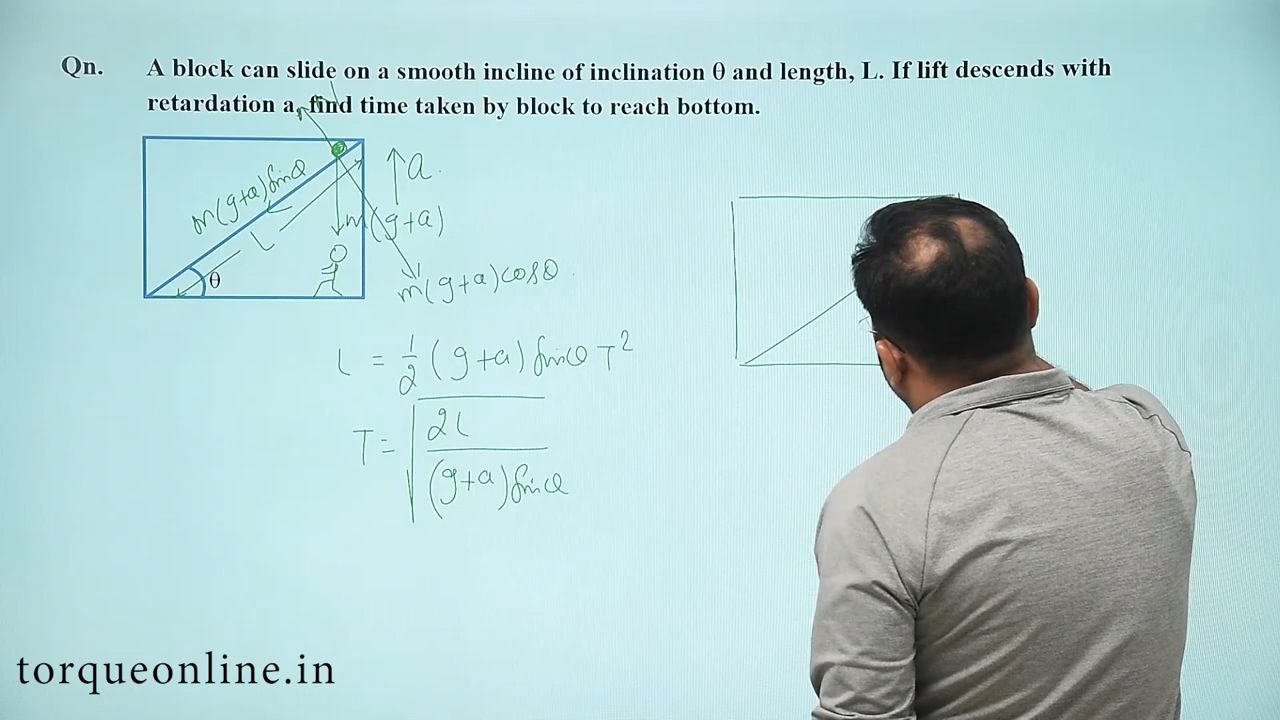 Qn. A block can slide on a smooth incline of inclination θ and length, L. If lift descends with
retardation a, find time taken by block to reach bottom.
m(g+a)sinθ
a
m(g+a)
L
θ
m(g+a)cosθ
L = 1/2 (g+a) sinθ T²
T = √(2L/((g+a) sinθ))
torqueonline.in